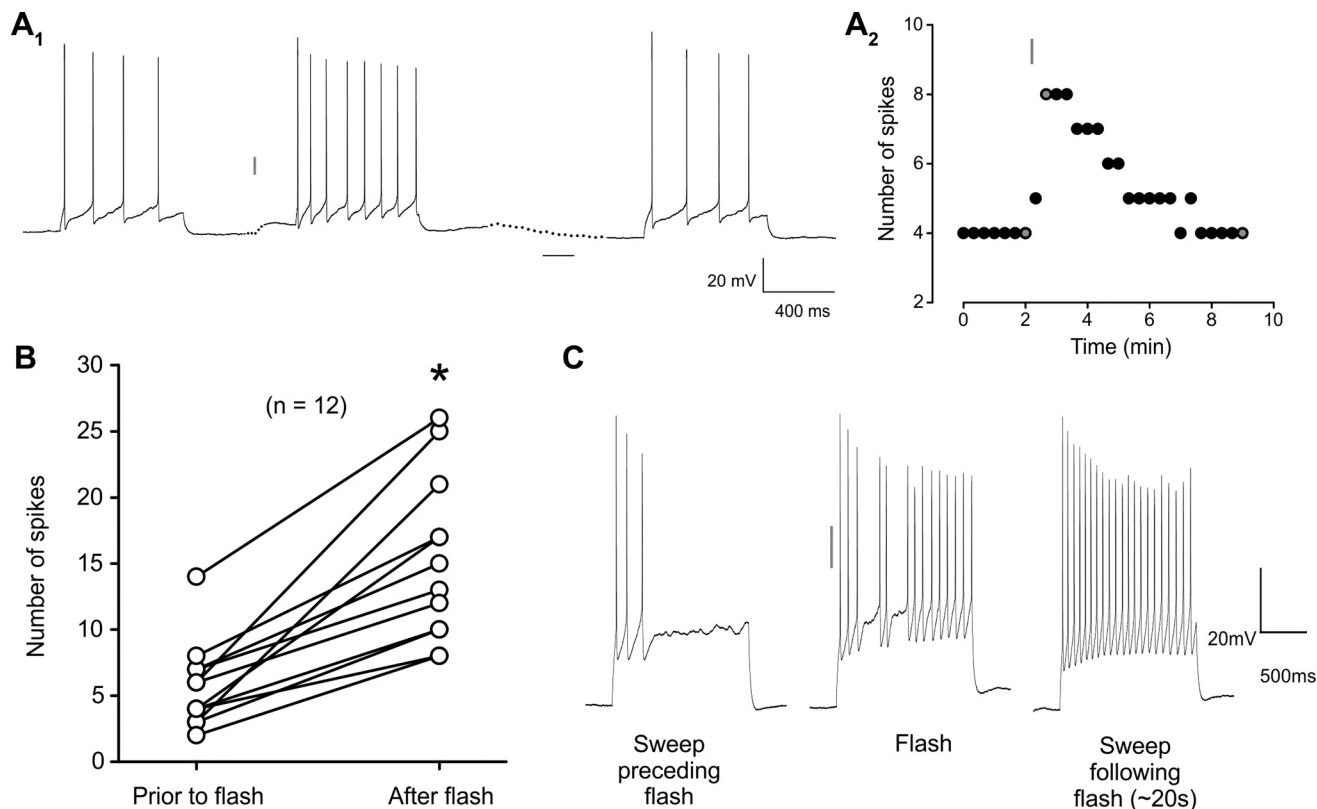 A1
20 mV
400 ms
A2
10
8
6
4
2
Number of spikes
0 2 4 6 8 10
Time (min)
B
30
25
20
15
10
5
0
Number of spikes
(n = 12)
*
Prior to flash After flash
C
20mV
500ms
Sweep
preceding
flash
Flash
Sweep
following
flash (~20s)